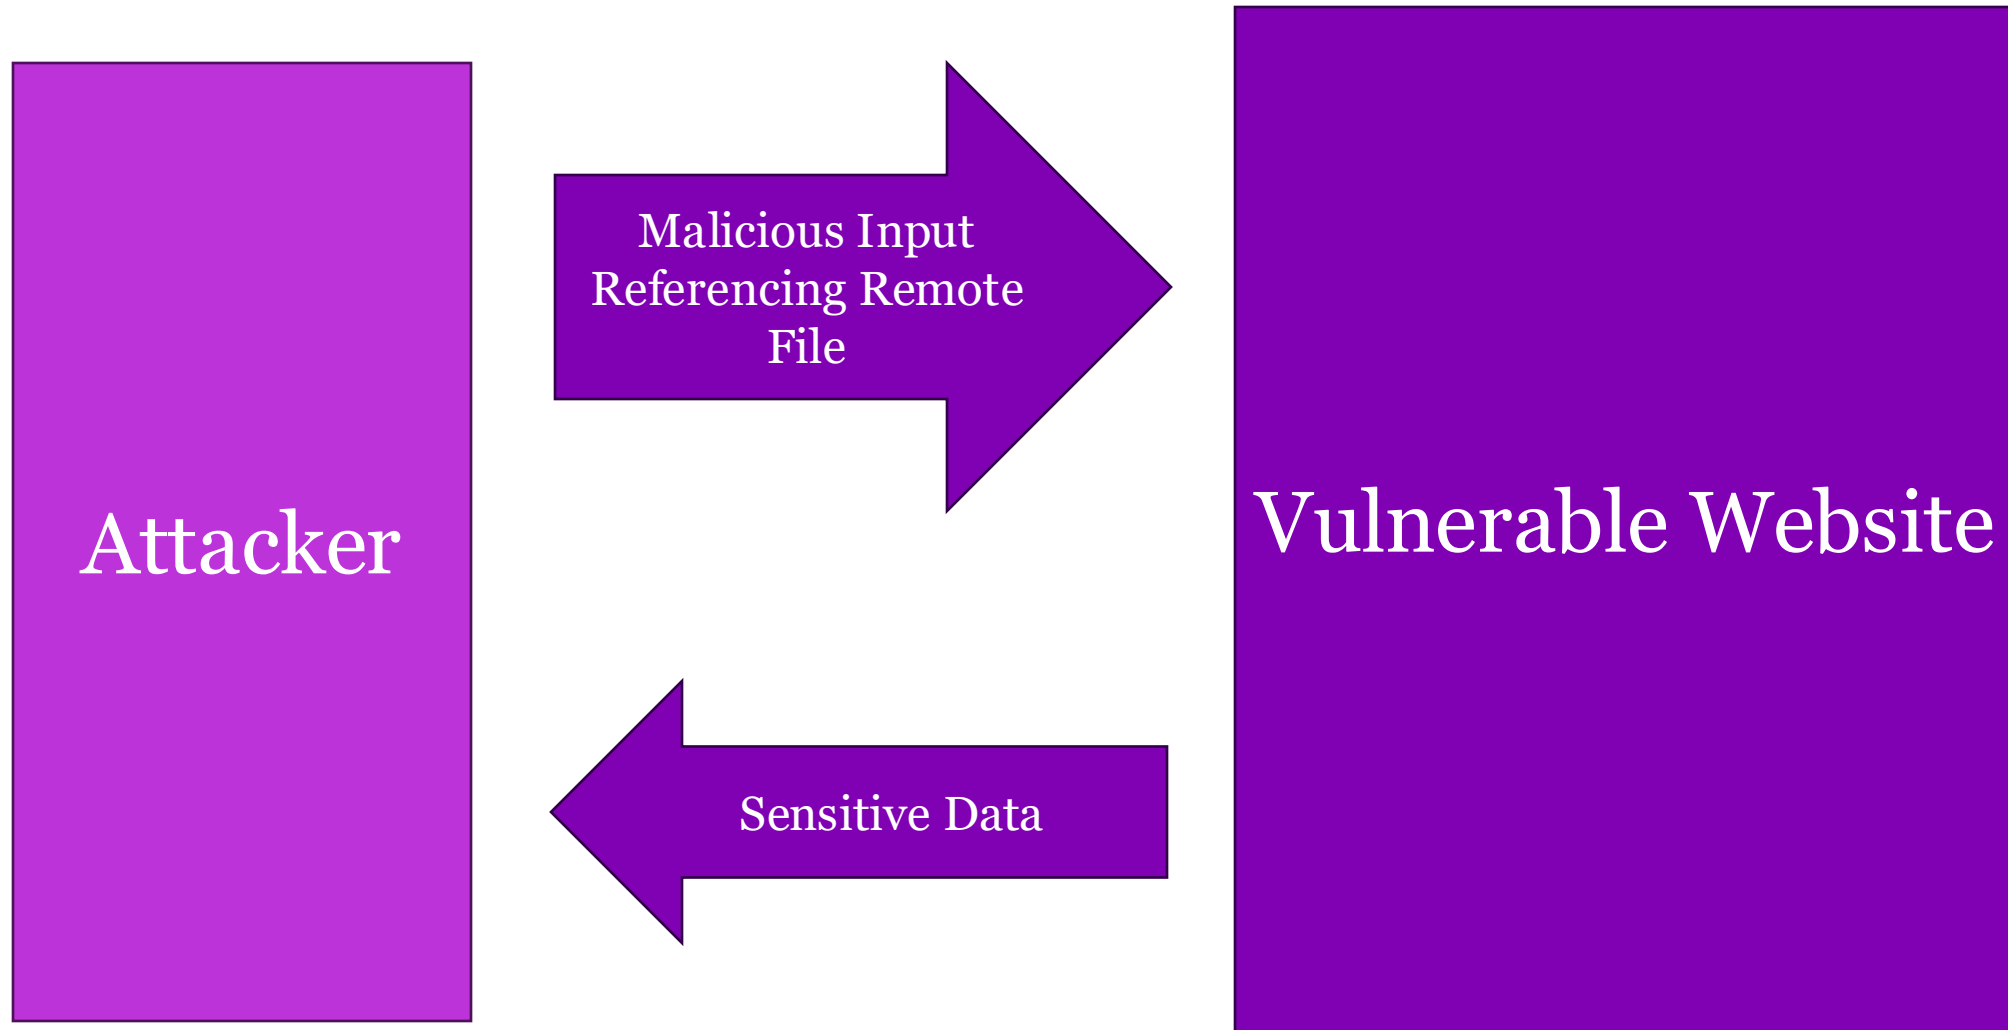 Attacker
Malicious Input
Referencing Remote
File
Sensitive Data
Vulnerable Website